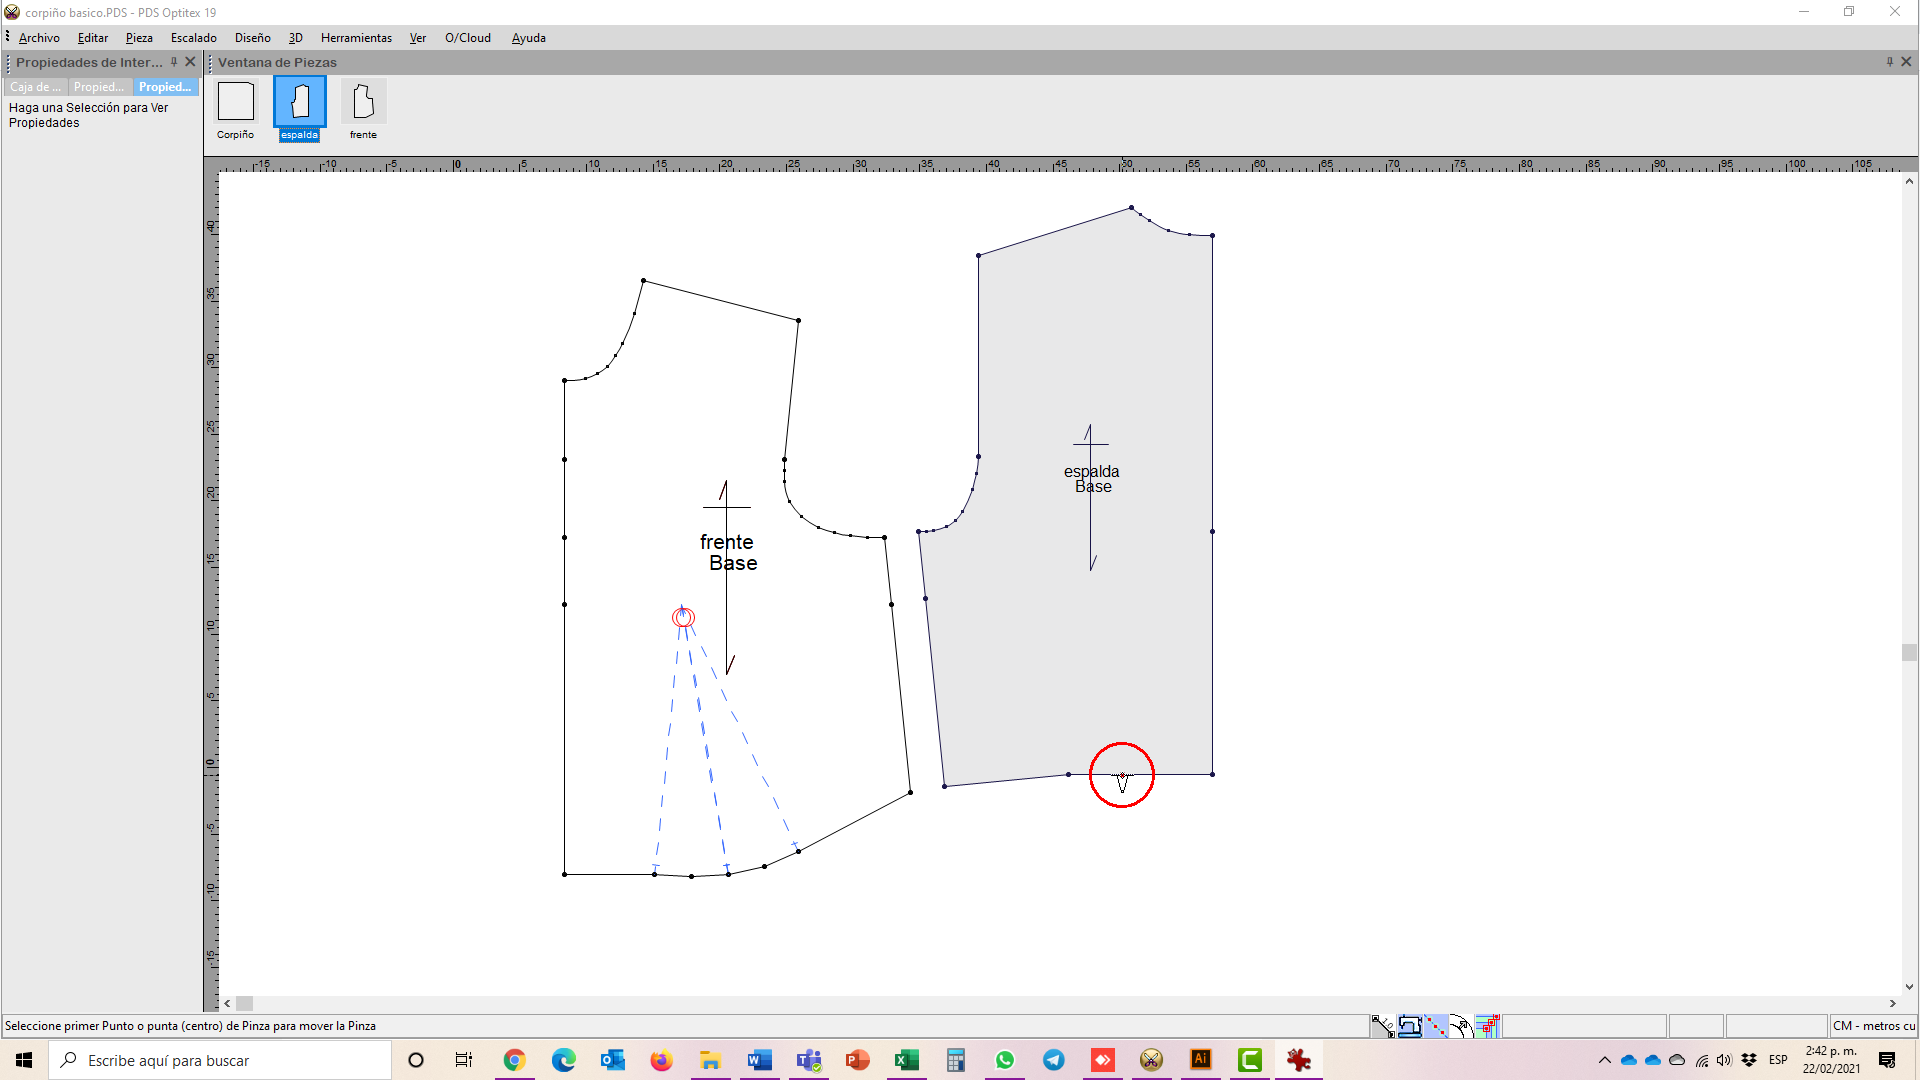 corpiño basico.PDS - PDS Optitex 19
Archivo Editar Pieza Escalado Diseño 3D Herramientas Ver O/Cloud Ayuda
Propiedades de Inter...
Ventana de Piezas
Caja de ... Propied... Propied...
Haga una Selección para Ver
Propiedades
Corpiño espalda frente
-15 -10 -5 0 5 10 15 20 25 30 35 40 45 50 55 60 65 70 75 80 85 90 95 100 105
40
35
30
25
20
15
10
5
0
-5
-10
-15
espalda
Base
frente
Base
Seleccione primer Punto o punta (centro) de Pinza para mover la Pinza
CM - metros cu
Escribe aquí para buscar
ESP
2:42 p. m.
22/02/2021